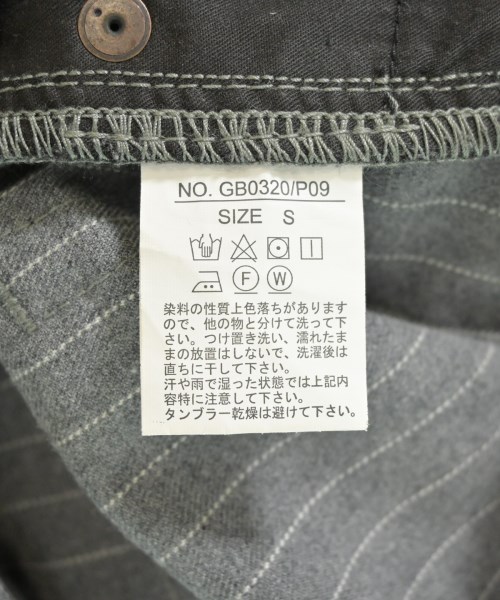 NO. GB0320/P09
SIZE S
F W
染料の性質上色落ちがあります
ので、他の物と分けて洗って下
さい。つけ置き洗い、濡れたま
まの放置はしないで、洗濯後は
直ちに干して下さい。
汗や雨で湿った状態では上記内
容特に注意して下さい。
タンブラー乾燥は避けて下さい。